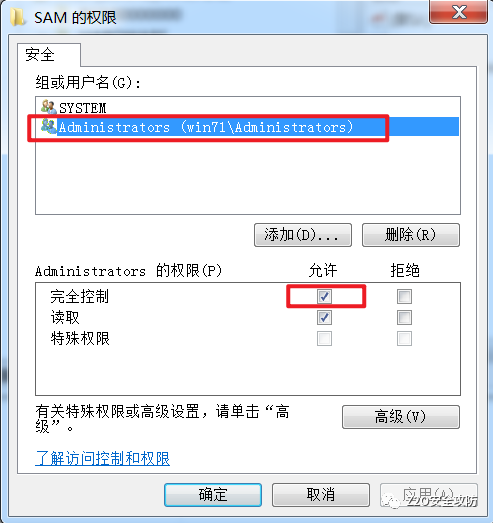 SAM 的权限
安全
组或用户名(G):
SYSTEM
Administrators (win71\Administrators)
添加(D)... 删除(R)
Administrators 的权限(P) 允许 拒绝
完全控制
读取
特殊权限
有关特殊权限或高级设置，请单击“高
级”。
高级(V)
了解访问控制和权限
确定 取消 应用(A)
Z2O安全攻防